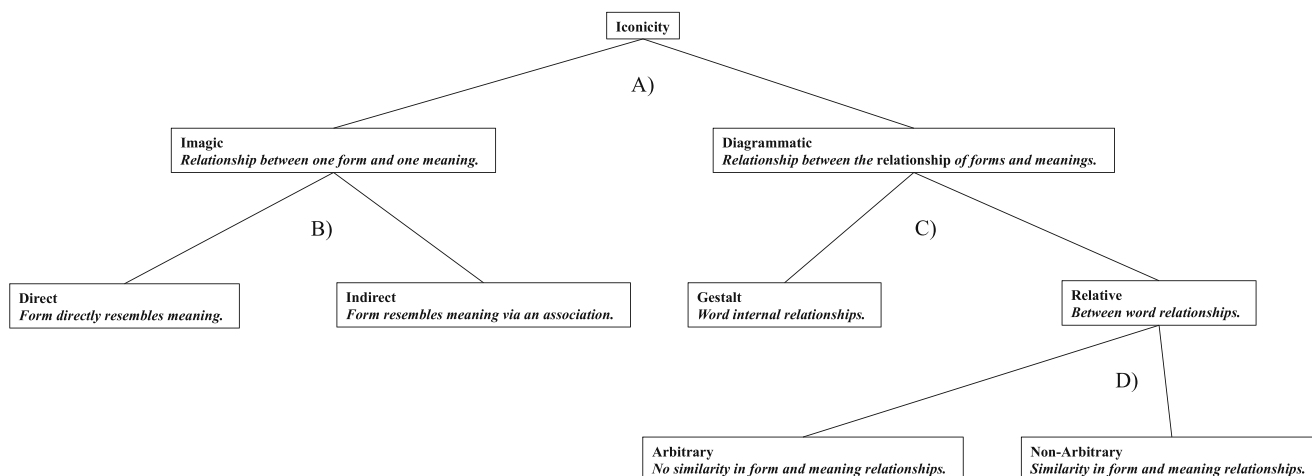 Iconicity
A)
Imagic
Relationship between one form and one meaning.
Diagrammatic
Relationship between the relationship of forms and meanings.
B)
C)
Direct
Form directly resembles meaning.
Indirect
Form resembles meaning via an association.
Gestalt
Word internal relationships.
Relative
Between word relationships.
D)
Arbitrary
No similarity in form and meaning relationships.
Non-Arbitrary
Similarity in form and meaning relationships.